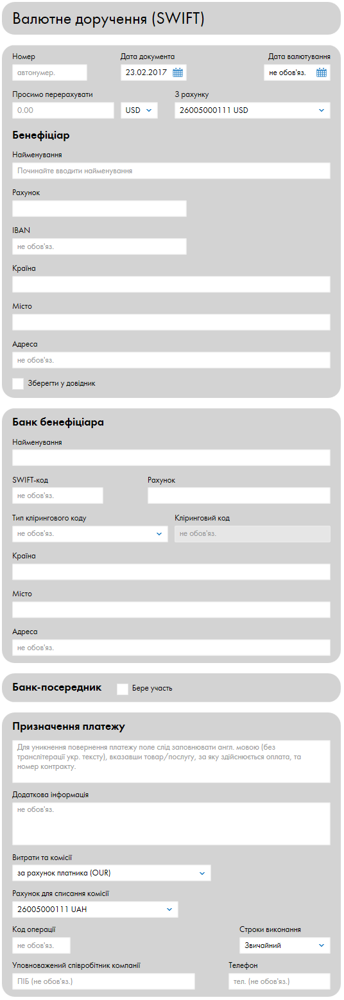 Валютне доручення (SWIFT)
Номер Дата документа Дата валютування
автонумер. 23.02.2017 не обов'яз.
Просимо перерахувати З рахунку
0.00 USD 26005000111 USD
Бенефіціар
Найменування
Починайте вводити найменування
Рахунок
IBAN
не обов'яз.
Країна
Місто
Адреса
не обов'яз.
Зберегти у довідник
Банк бенефіціара
Найменування
SWIFT-код Рахунок
не обов'яз.
Тип клірингового коду Кліринговий код
не обов'яз. не обов'яз.
Країна
Місто
Адреса
не обов'яз.
Банк-посередник Бере участь
Призначення платежу
Для уникнення повернення платежу поле слід заповнювати англ. мовою (без
транслітерації укр. тексту), вказавши товар/послугу, за яку здійснюється оплата, та
номер контракту.
Додаткова інформація
не обов'яз.
Витрати та комісії
за рахунок платника (OUR)
Рахунок для списання комісії
26005000111 UAH
Код операції Строки виконання
не обов'яз. Звичайний
Уповноважений співробітник компанії Телефон
ПІБ (не обов'яз.) тел. (не обов'яз.)